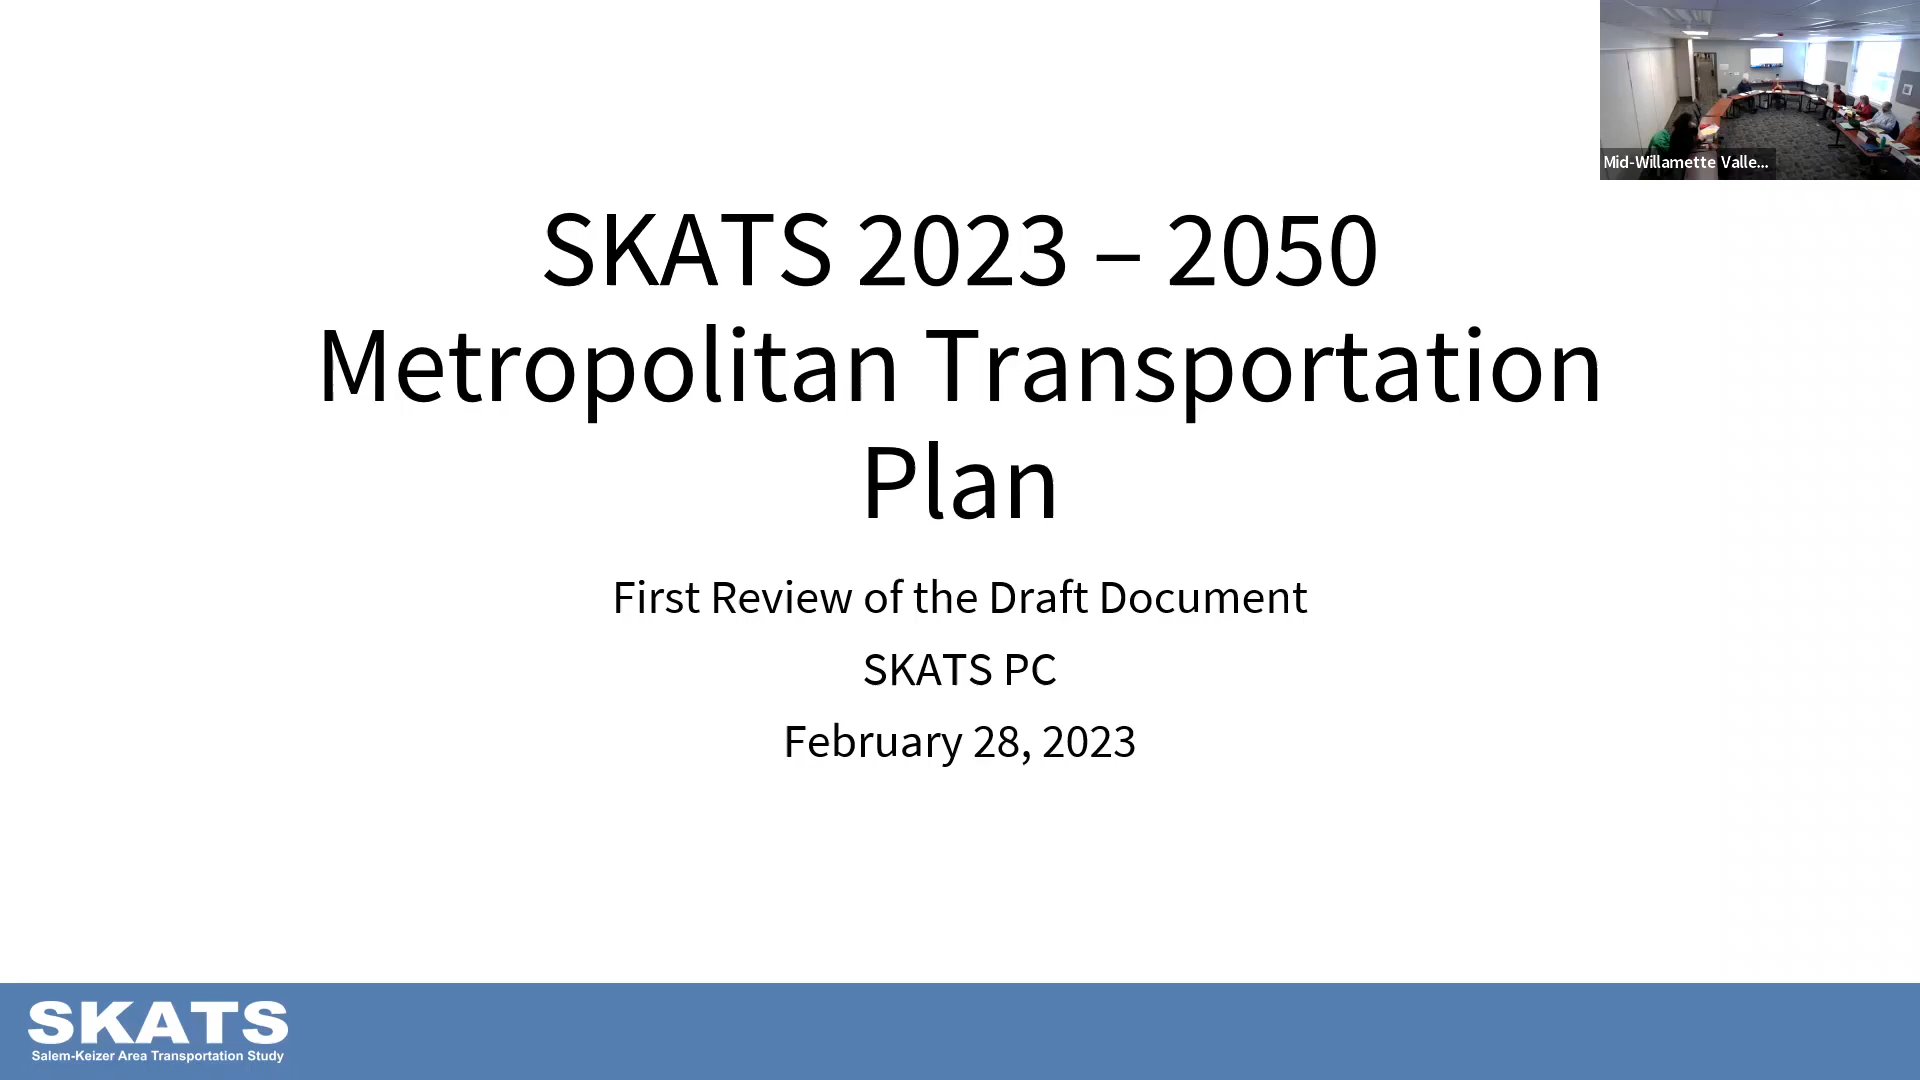 Mid-Willamette Valle...
SKATS 2023 – 2050
Metropolitan Transportation
Plan
First Review of the Draft Document
SKATS PC
February 28, 2023
SKATS
Salem-Keizer Area Transportation Study